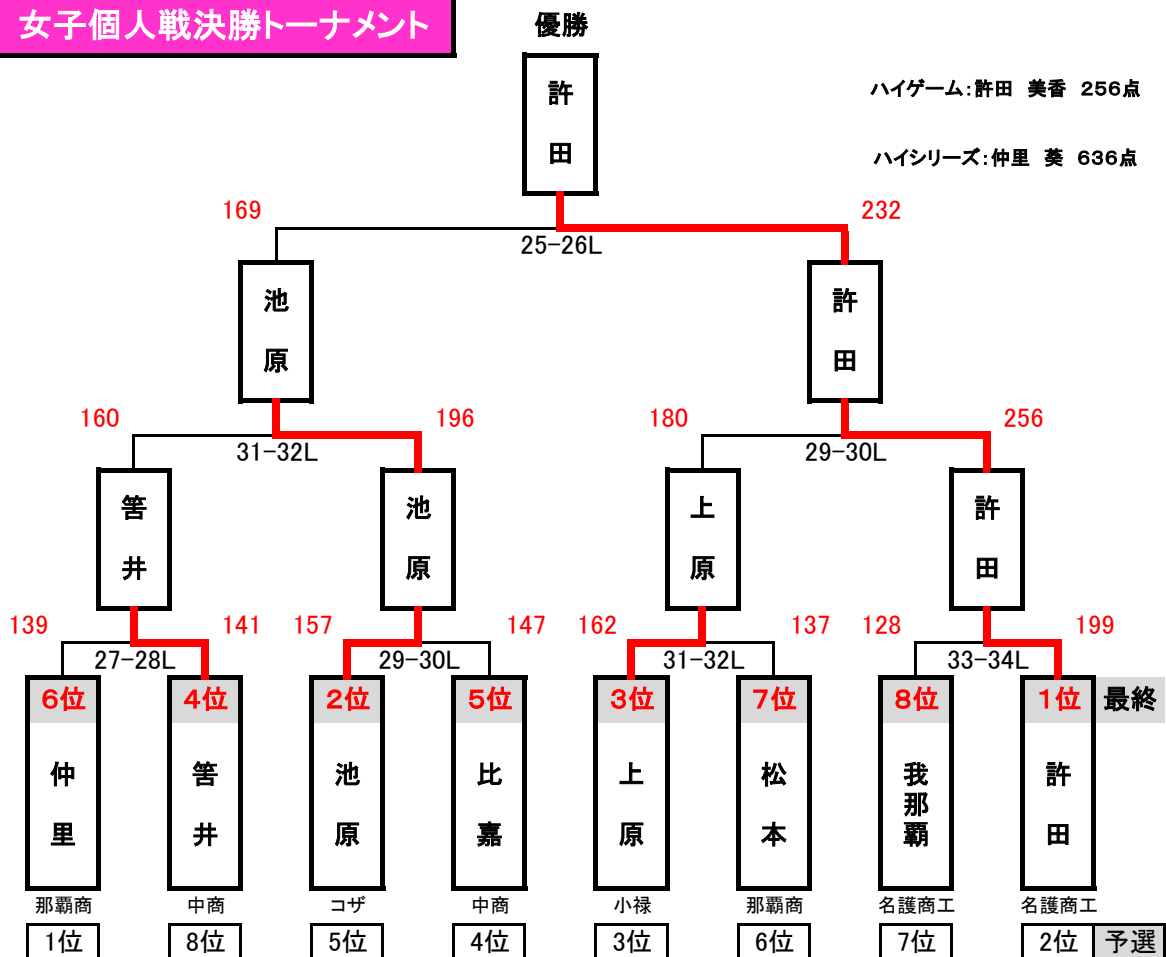 女子個人戦決勝トーナメント
優勝
許田
ハイゲーム:許田 美香 256点
ハイシリーズ:仲里 葵 636点
169 232
25-26L
池原 許田
160 196 180 256
31-32L 29-30L
筈井 池原 上原 許田
139 141 157 147 162 137 128 199
27-28L 29-30L 31-32L 33-34L
6位 4位 2位 5位 3位 7位 8位 1位 最終
仲里 筈井 池原 比嘉 上原 松本 我那覇 許田
那覇商 中商 コザ 中商 小禄 那覇商 名護商工 名護商工
1位 8位 5位 4位 3位 6位 7位 2位 予選